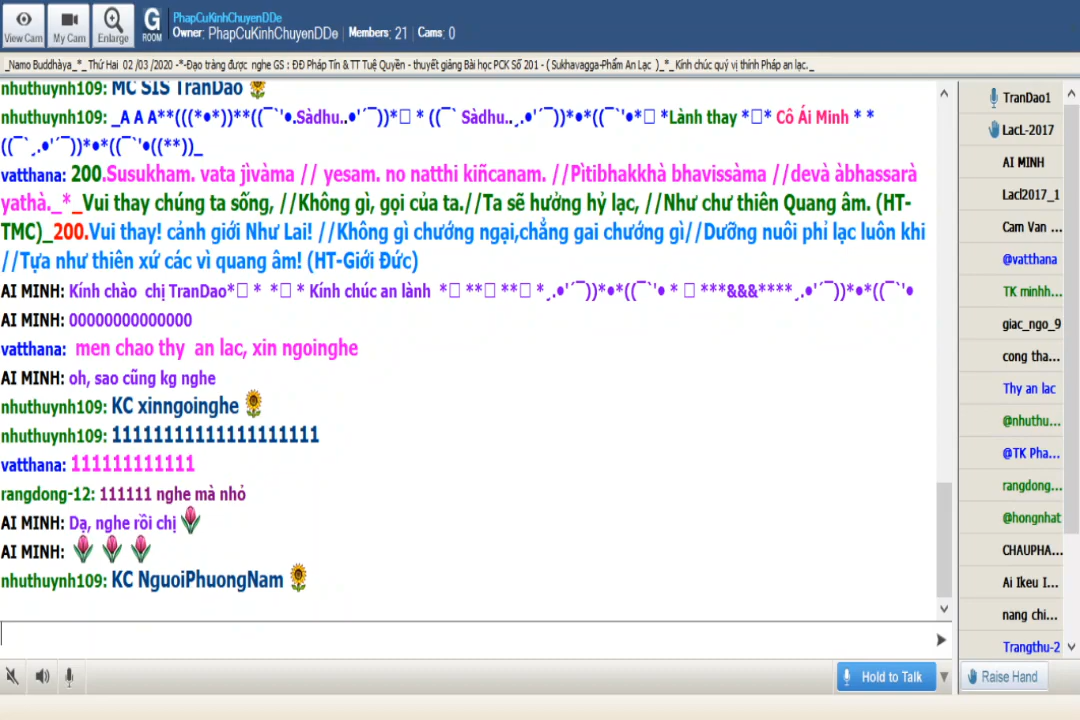 PhapCuKinhChuyenDDe
Owner: PhapCuKinhChuyenDDe | Members: 21 | Cams: 0
View Cam My Cam Enlarge G ROOM
_Namo Buddhàya_*_ Thứ Hai 02 /03 /2020 -*-Đạo tràng được nghe GS : ĐĐ Pháp Tín & TT Tuệ Quyền - thuyết giảng Bài học PCK Số 201 - ( Sukhavagga-Phẩm An Lạc )_*_Kính chúc quý vị thính Pháp an lạc._
nhuthuynh109: MC SIS TranDao
nhuthuynh109: _A A A**(((*•*))**((¯`'•.Sàdhu..•'´¯))*□ * ((¯` Sàdhu..¸.•'´¯))*•*((¯`'•*□ *Lành thay *□* Cô Ái Minh * *
((¯`¸.•'´¯))*•*((¯`'•((**))_
vatthana: 200.Susukham. vata jìvàma // yesam. no natthi kiñcanam. //Pìtibhakkhà bhavissàma //devà àbhassarà
yathà._*_Vui thay chúng ta sống, //Không gì, gọi của ta.//Ta sẽ hưởng hỷ lạc, //Như chư thiên Quang âm. (HT-
TMC)_200.Vui thay! cảnh giới Như Lai! //Không gì chướng ngại,chẳng gai chướng gì//Dưỡng nuôi phỉ lạc luôn khi
//Tựa như thiên xứ các vì quang âm! (HT-Giới Đức)
AI MINH: Kính chào chị TranDao*□ * *□ * Kính chúc an lành *□ **□ **□ *¸.•'´¯))*•*((¯`'• * □ ***&&&****¸.•'´¯))*•*((¯`'•
AI MINH: 00000000000000
vatthana: men chao thy an lac, xin ngoinghe
AI MINH: oh, sao cũng kg nghe
nhuthuynh109: KC xinngoinghe
nhuthuynh109: 11111111111111111111
vatthana: 111111111111
rangdong-12: 111111 nghe mà nhỏ
AI MINH: Dạ, nghe rồi chị
AI MINH:
nhuthuynh109: KC NguoiPhuongNam
Hold to Talk
TranDao1
LacL-2017
AI MINH
Lacl2017_1
Cam Van ...
@vatthana
TK minhh...
giac_ngo_9
cong tha...
Thy an lac
@nhuthu...
@TK Pha...
rangdong...
@hongnhat
CHAUPHA...
Ai Ikeu I...
nang chi...
Trangthu-2
Raise Hand